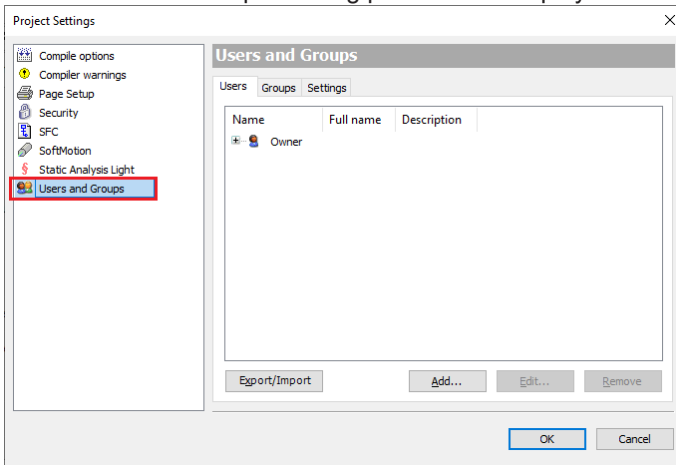 Project Settings
Compile options
Compiler warnings
Page Setup
Security
SFC
SoftMotion
Static Analysis Light
Users and Groups
Users and Groups
Users Groups Settings
Name Full name Description
Owner
Export/Import Add... Edit... Remove
OK Cancel